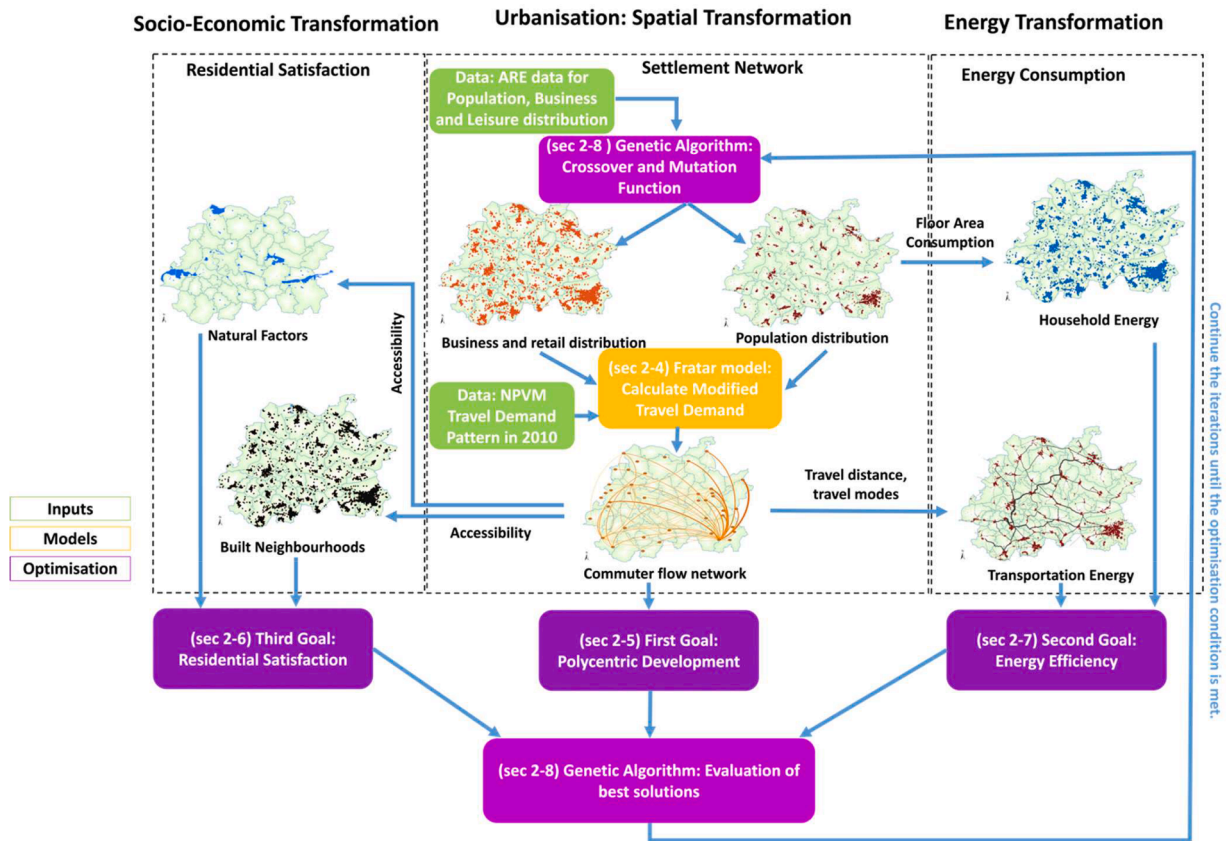 Socio-Economic Transformation
Urbanisation: Spatial Transformation
Energy Transformation
Residential Satisfaction
Settlement Network
Energy Consumption
Data: ARE data for
Population, Business
and Leisure distribution
(sec 2-8 ) Genetic Algorithm:
Crossover and Mutation
Function
Floor Area
Consumption
Natural Factors
Accessibility
Business and retail distribution
Population distribution
Household Energy
(sec 2-4) Fratar model:
Calculate Modified
Travel Demand
Data: NPVM
Travel Demand
Pattern in 2010
Travel distance,
travel modes
Accessibility
Built Neighbourhoods
Commuter flow network
Transportation Energy
Inputs
Models
Optimisation
(sec 2-6) Third Goal:
Residential Satisfaction
(sec 2-5) First Goal:
Polycentric Development
(sec 2-7) Second Goal:
Energy Efficiency
(sec 2-8) Genetic Algorithm: Evaluation of
best solutions
Continue the iterations until the optimisation condition is met.